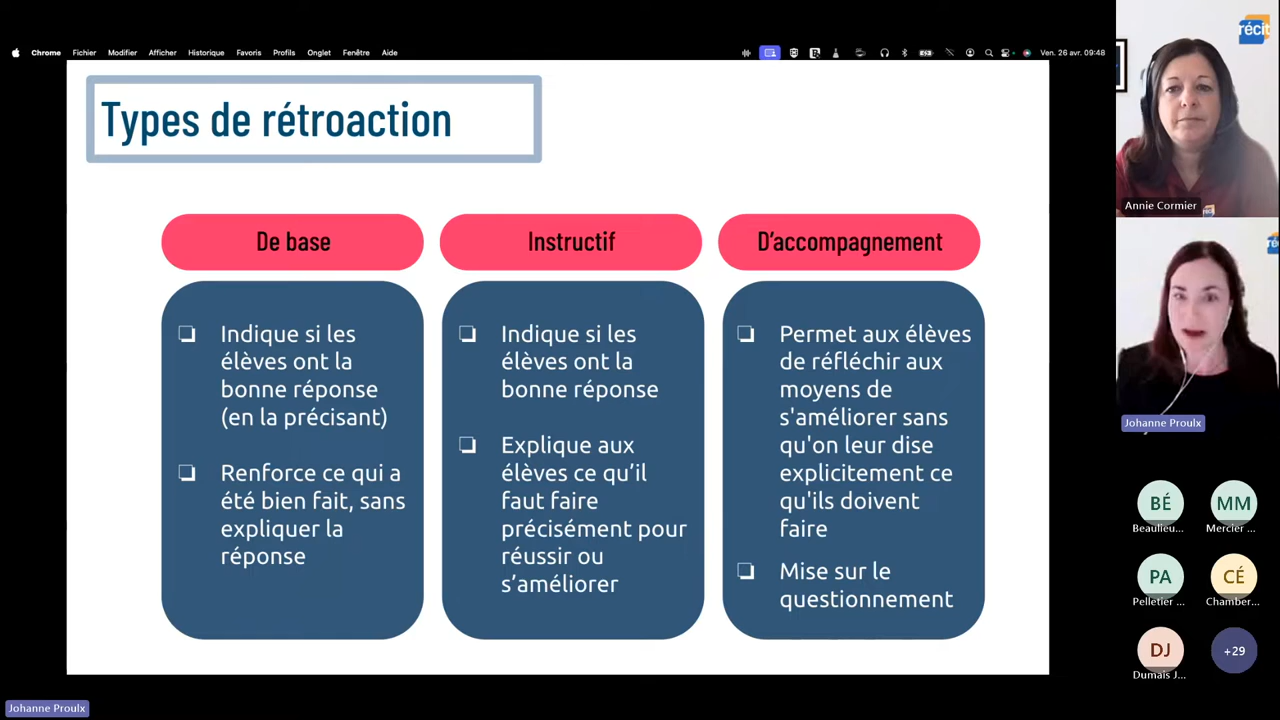 Chrome Fichier Modifier Afficher Historique Favoris Profils Onglet Fenêtre Aide
Ven. 26 avr. 09:48
récit
Types de rétroaction
Annie Cormier
De base
Indique si les
élèves ont la
bonne réponse
(en la précisant)
Renforce ce qui a
été bien fait, sans
expliquer la
réponse
Instructif
Indique si les
élèves ont la
bonne réponse
Explique aux
élèves ce qu’il
faut faire
précisément pour
réussir ou
s’améliorer
D’accompagnement
Permet aux élèves
de réfléchir aux
moyens de
s'améliorer sans
qu'on leur dise
explicitement ce
qu'ils doivent
faire
Mise sur le
questionnement
Johanne Proulx
BÉ
Beaulieu...
MM
Mercier ...
PA
Pelletier ...
CÉ
Chamber...
DJ
Dumais J...
+29
Johanne Proulx